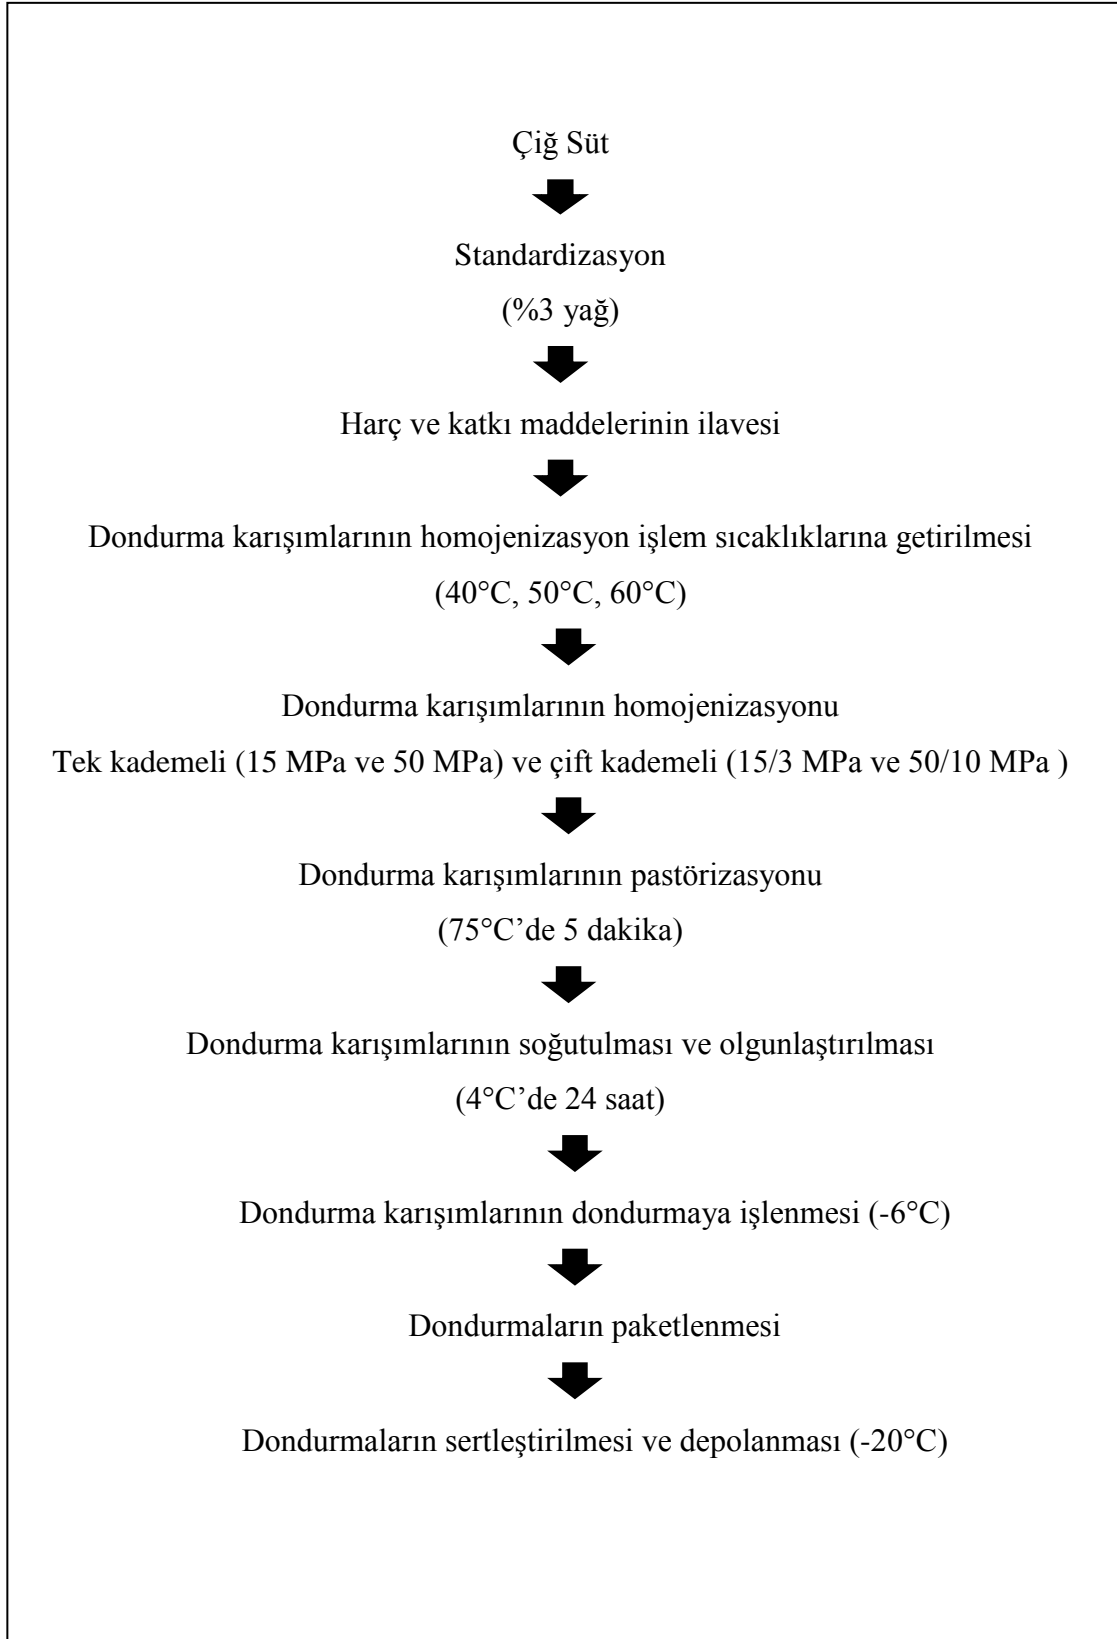 Çiğ Süt
Standardizasyon
(%3 yağ)
Harç ve katkı maddelerinin ilavesi
Dondurma karışımlarının homojenizasyon işlem sıcaklıklarına getirilmesi
(40°C, 50°C, 60°C)
Dondurma karışımlarının homojenizasyonu
Tek kademeli (15 MPa ve 50 MPa) ve çift kademeli (15/3 MPa ve 50/10 MPa )
Dondurma karışımlarının pastörizasyonu
(75°C’de 5 dakika)
Dondurma karışımlarının soğutulması ve olgunlaştırılması
(4°C’de 24 saat)
Dondurma karışımlarının dondurmaya işlenmesi (-6°C)
Dondurmaların paketlenmesi
Dondurmaların sertleştirilmesi ve depolanması (-20°C)